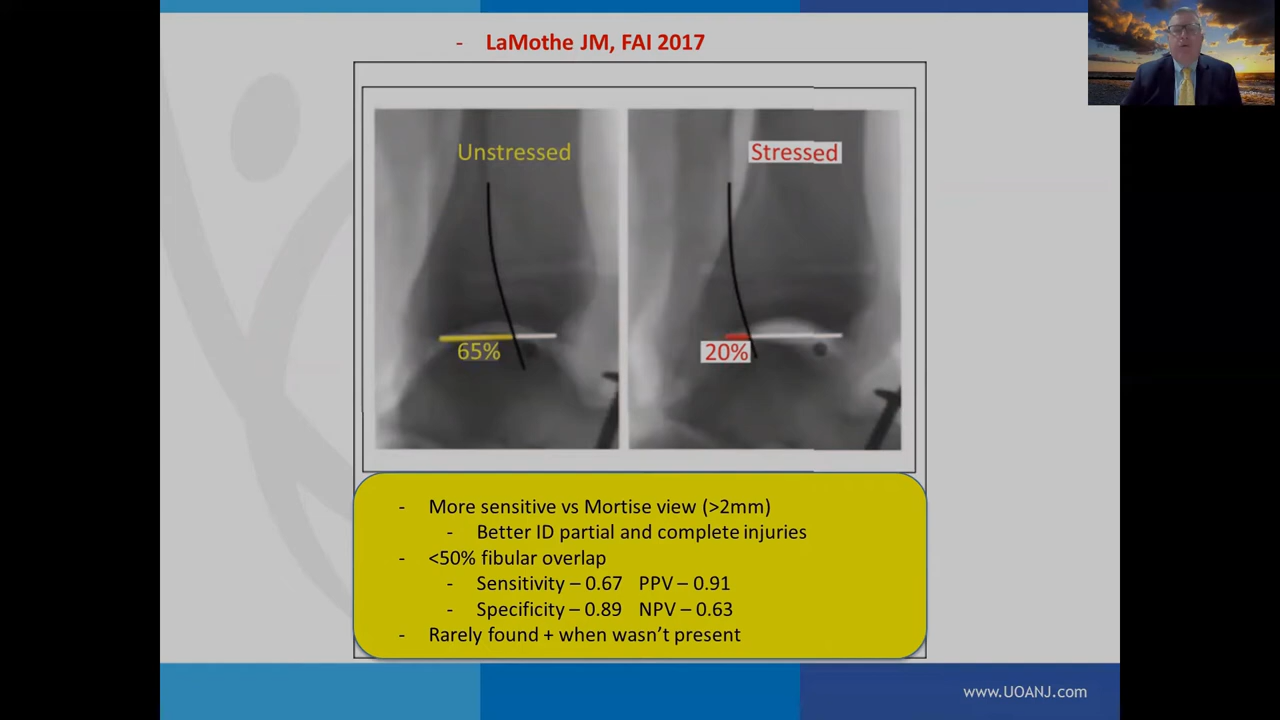 - LaMothe JM, FAI 2017
Unstressed
Stressed
65%
20%
- More sensitive vs Mortise view (>2mm)
- Better ID partial and complete injuries
- <50% fibular overlap
- Sensitivity – 0.67 PPV – 0.91
- Specificity – 0.89 NPV – 0.63
- Rarely found + when wasn't present
www.UOANJ.com